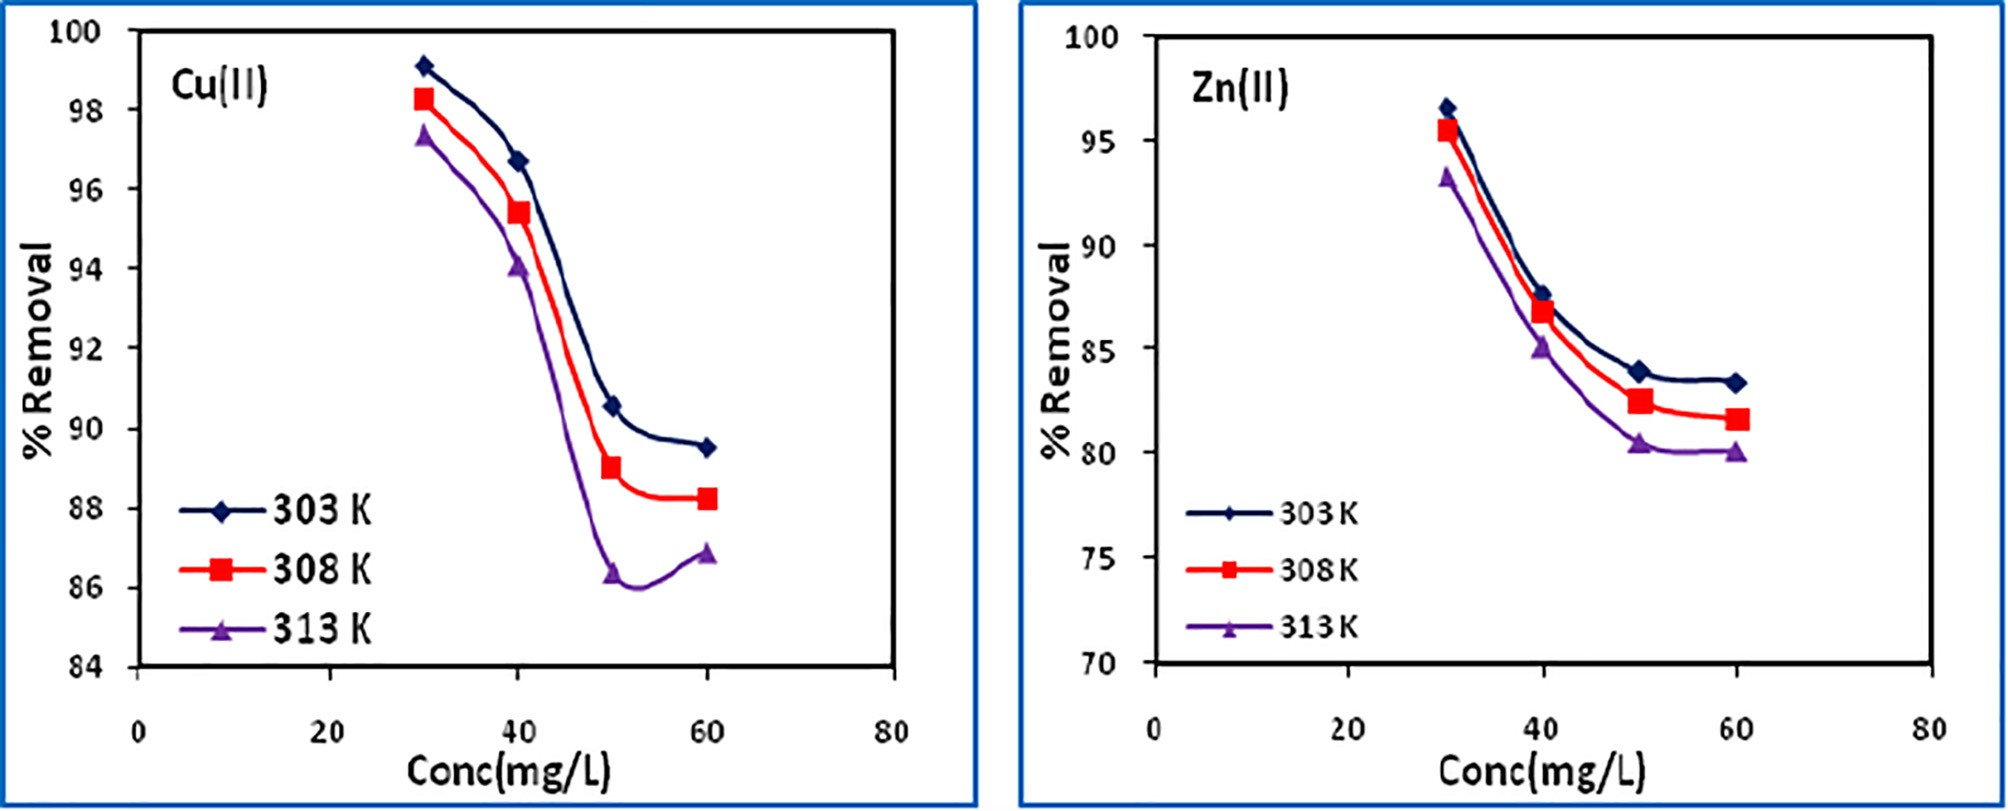 Cu(II)
% Removal
100
98
96
94
92
90
88
86
84
303 K
308 K
313 K
0 20 40 60 80
Conc(mg/L)
Zn(II)
% Removal
100
95
90
85
80
75
70
303 K
308 K
313 K
0 20 40 60 80
Conc(mg/L)